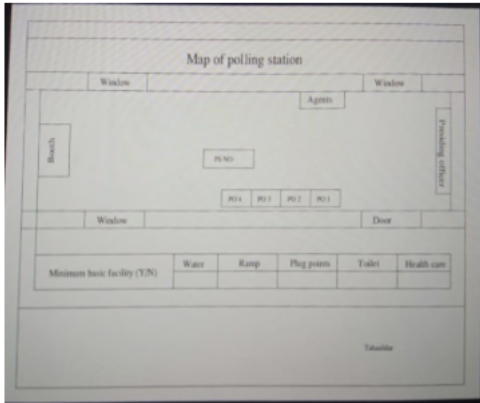 Map of polling station
Window Window
Agents
Booth
Presiding officer
PS NO
PO 4 PO 3 PO 2 PO 1
Window Door
Minimum basic facility (Y/N) Water Ramp Plug points Toilet Health care
Tahasildar